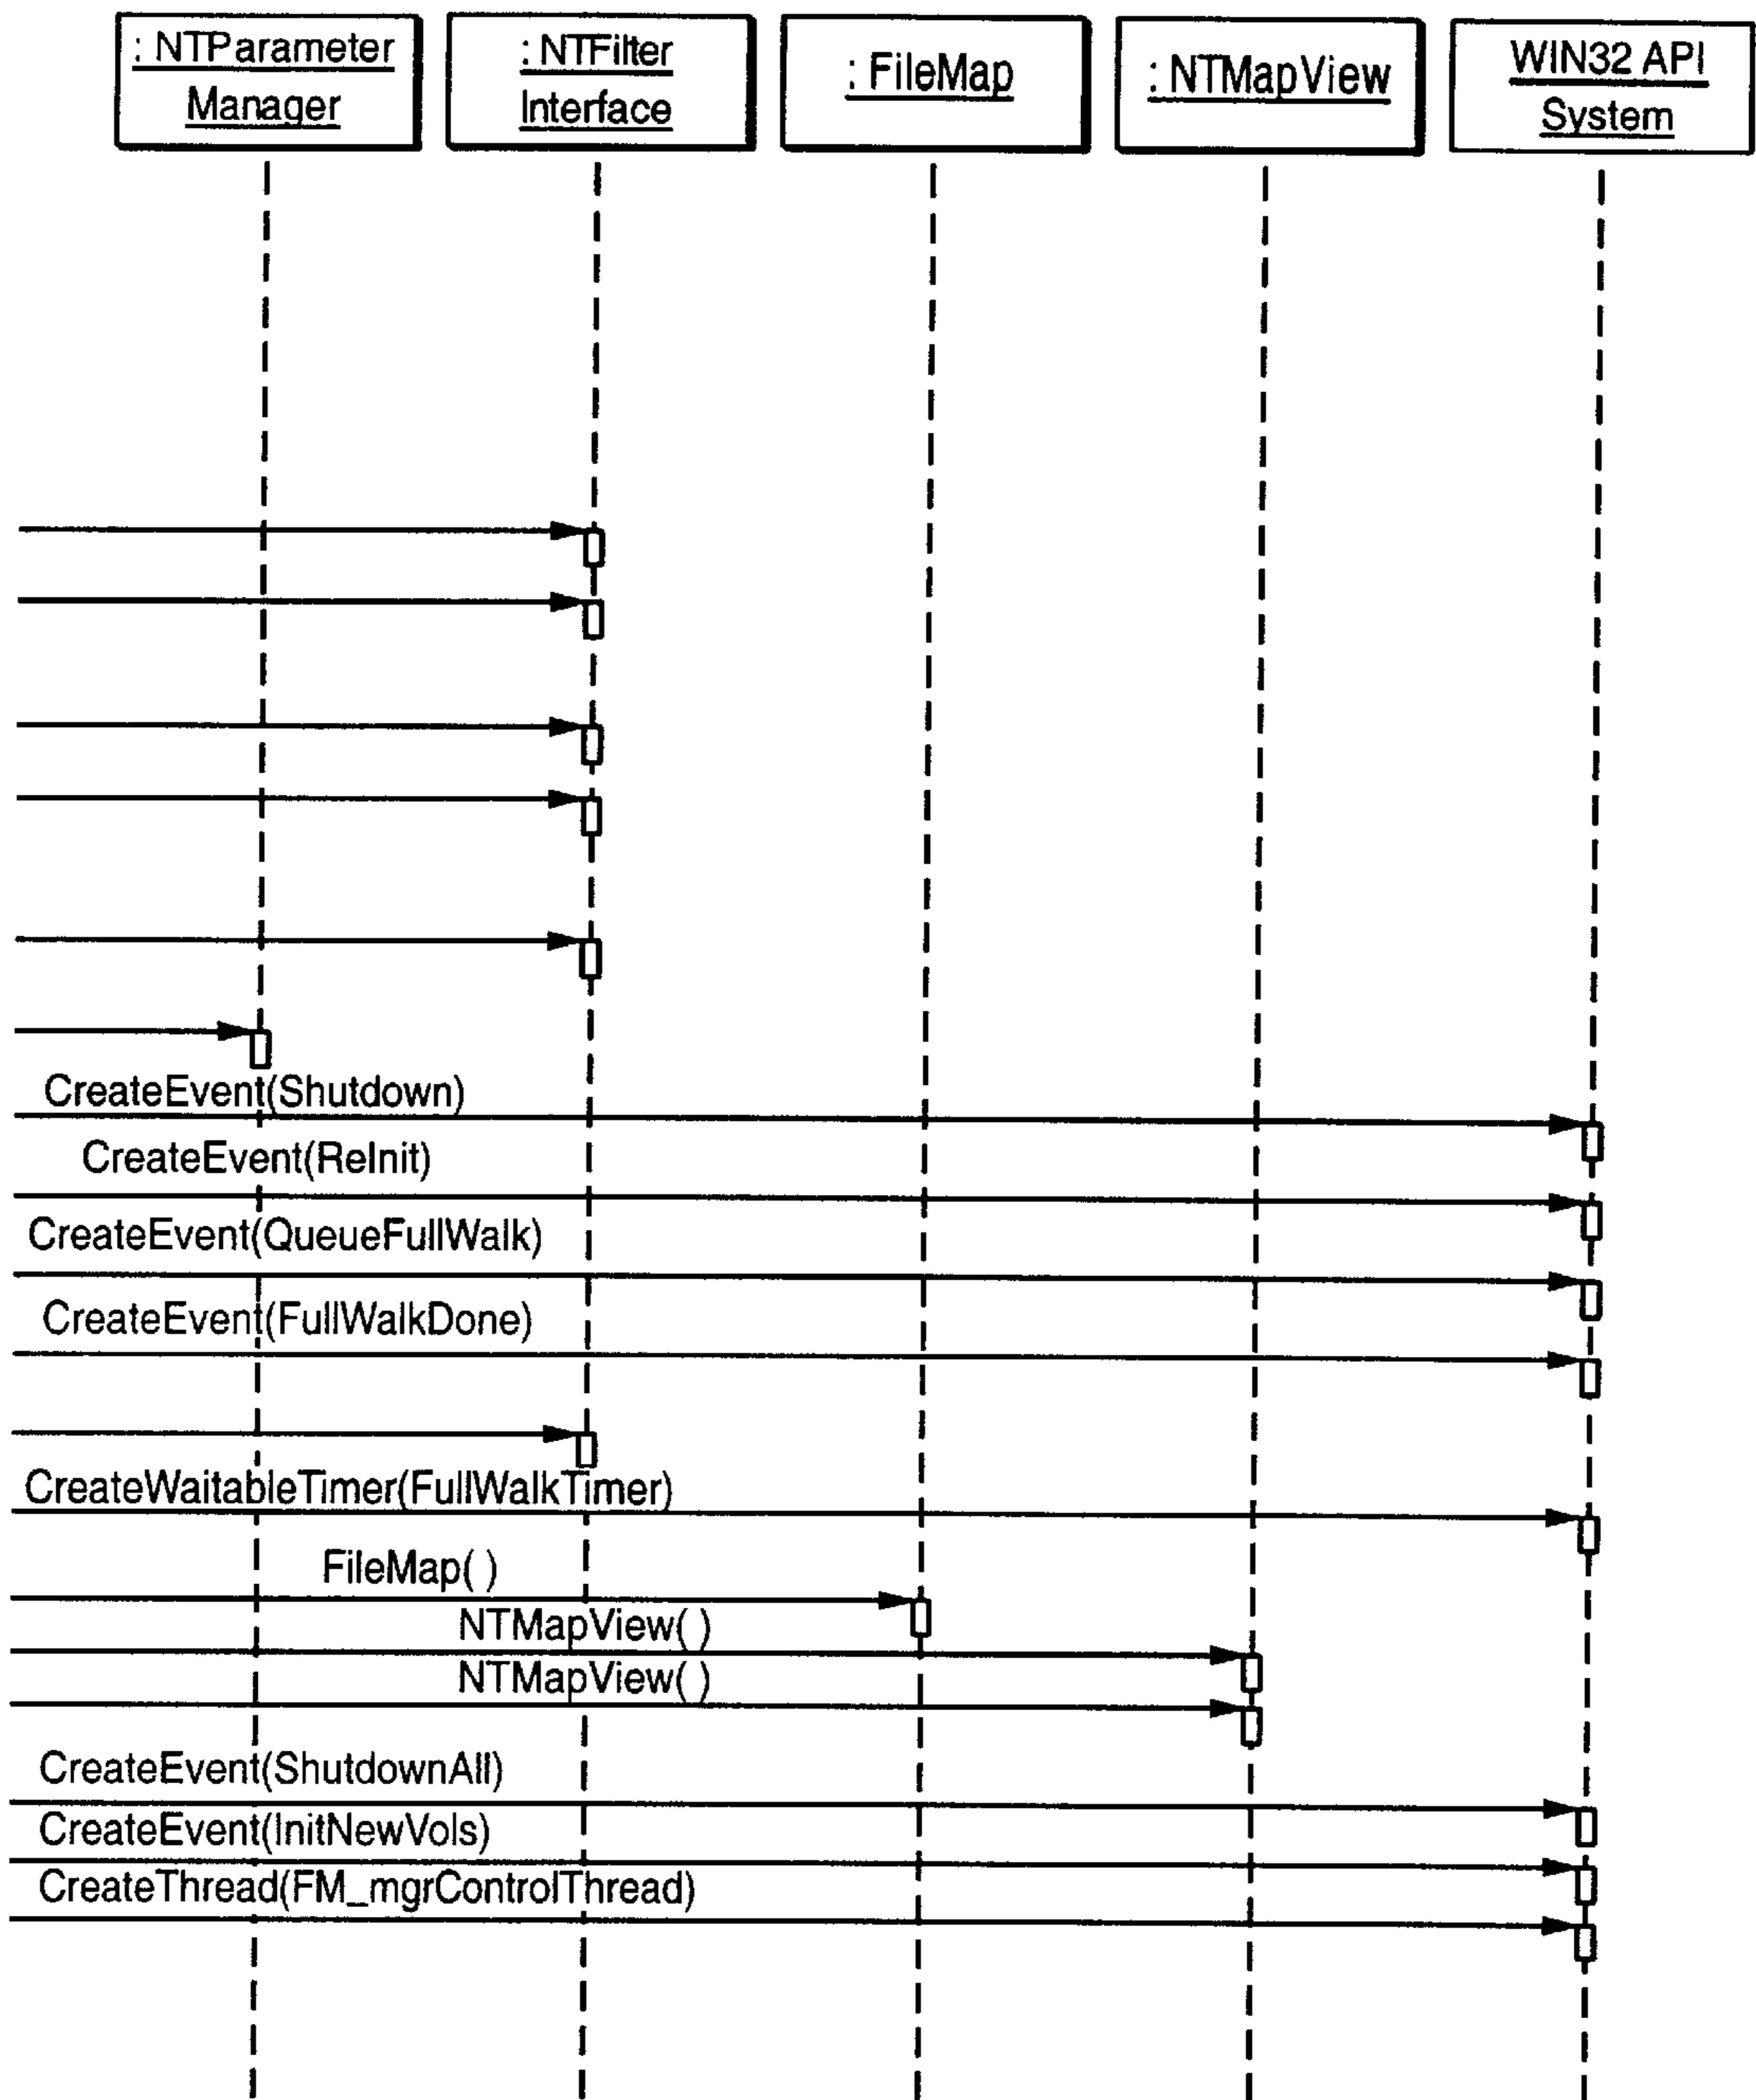 : NTParameter
Manager
: NTFilter
Interface
: FileMap
: NTMapView
WIN32 API
System
CreateEvent(Shutdown)
CreateEvent(ReInit)
CreateEvent(QueueFullWalk)
CreateEvent(FullWalkDone)
CreateWaitableTimer(FullWalkTimer)
FileMap( )
NTMapView( )
NTMapView( )
CreateEvent(ShutdownAll)
CreateEvent(InitNewVols)
CreateThread(FM_mgrControlThread)